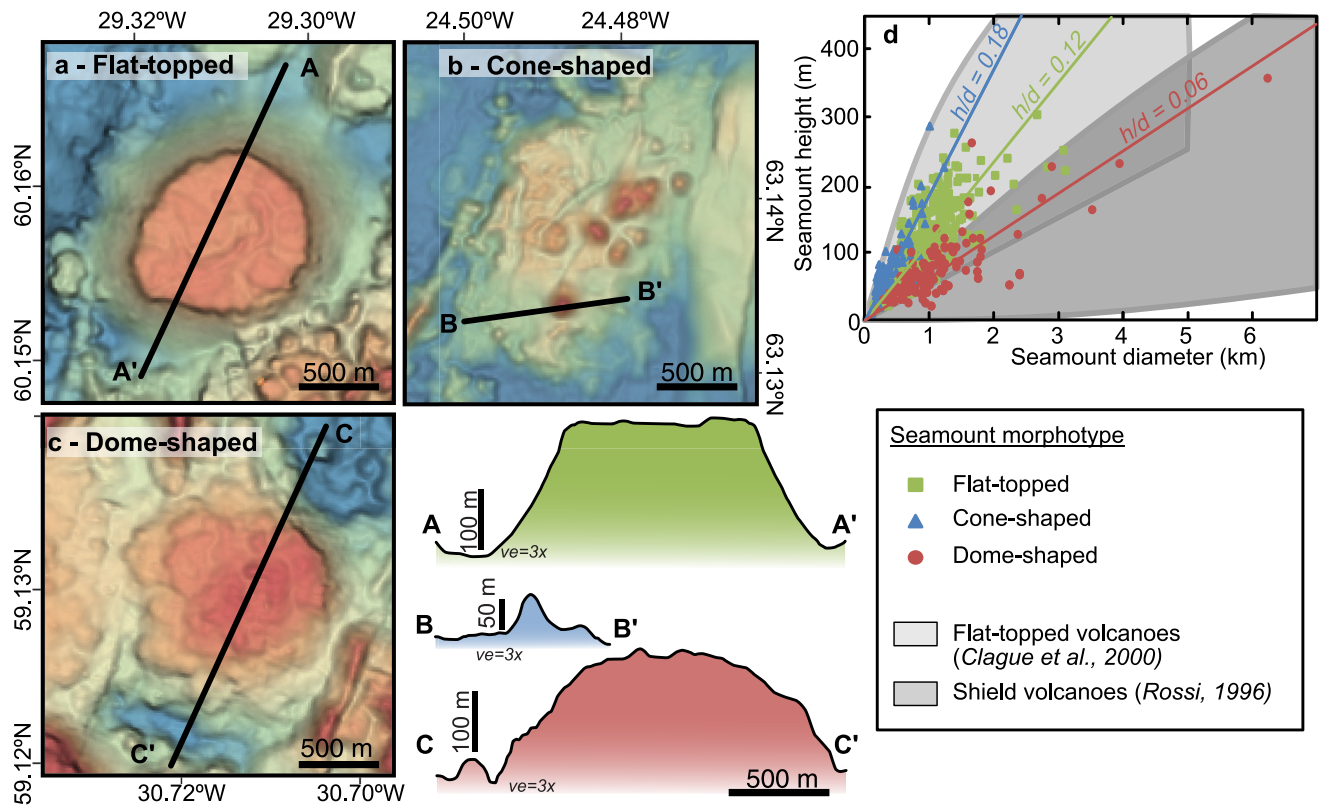 29.32ºW
29.30ºW
24.50ºW
24.48ºW
a - Flat-topped
A
A'
500 m
60.16ºN
60.15ºN
b - Cone-shaped
B
B'
500 m
63.14ºN
63.13ºN
d
h/d = 0.18
h/d = 0.12
h/d = 0.06
Seamount height (m)
400
300
200
100
0
0
1
2
3
4
5
6
Seamount diameter (km)
c - Dome-shaped
C
C'
500 m
59.13ºN
59.12ºN
30.72ºW
30.70ºW
A
100 m
ve=3x
A'
B
50 m
ve=3x
B'
C
100 m
ve=3x
C'
500 m
Seamount morphotype
Flat-topped
Cone-shaped
Dome-shaped
Flat-topped volcanoes
(Clague et al., 2000)
Shield volcanoes (Rossi, 1996)